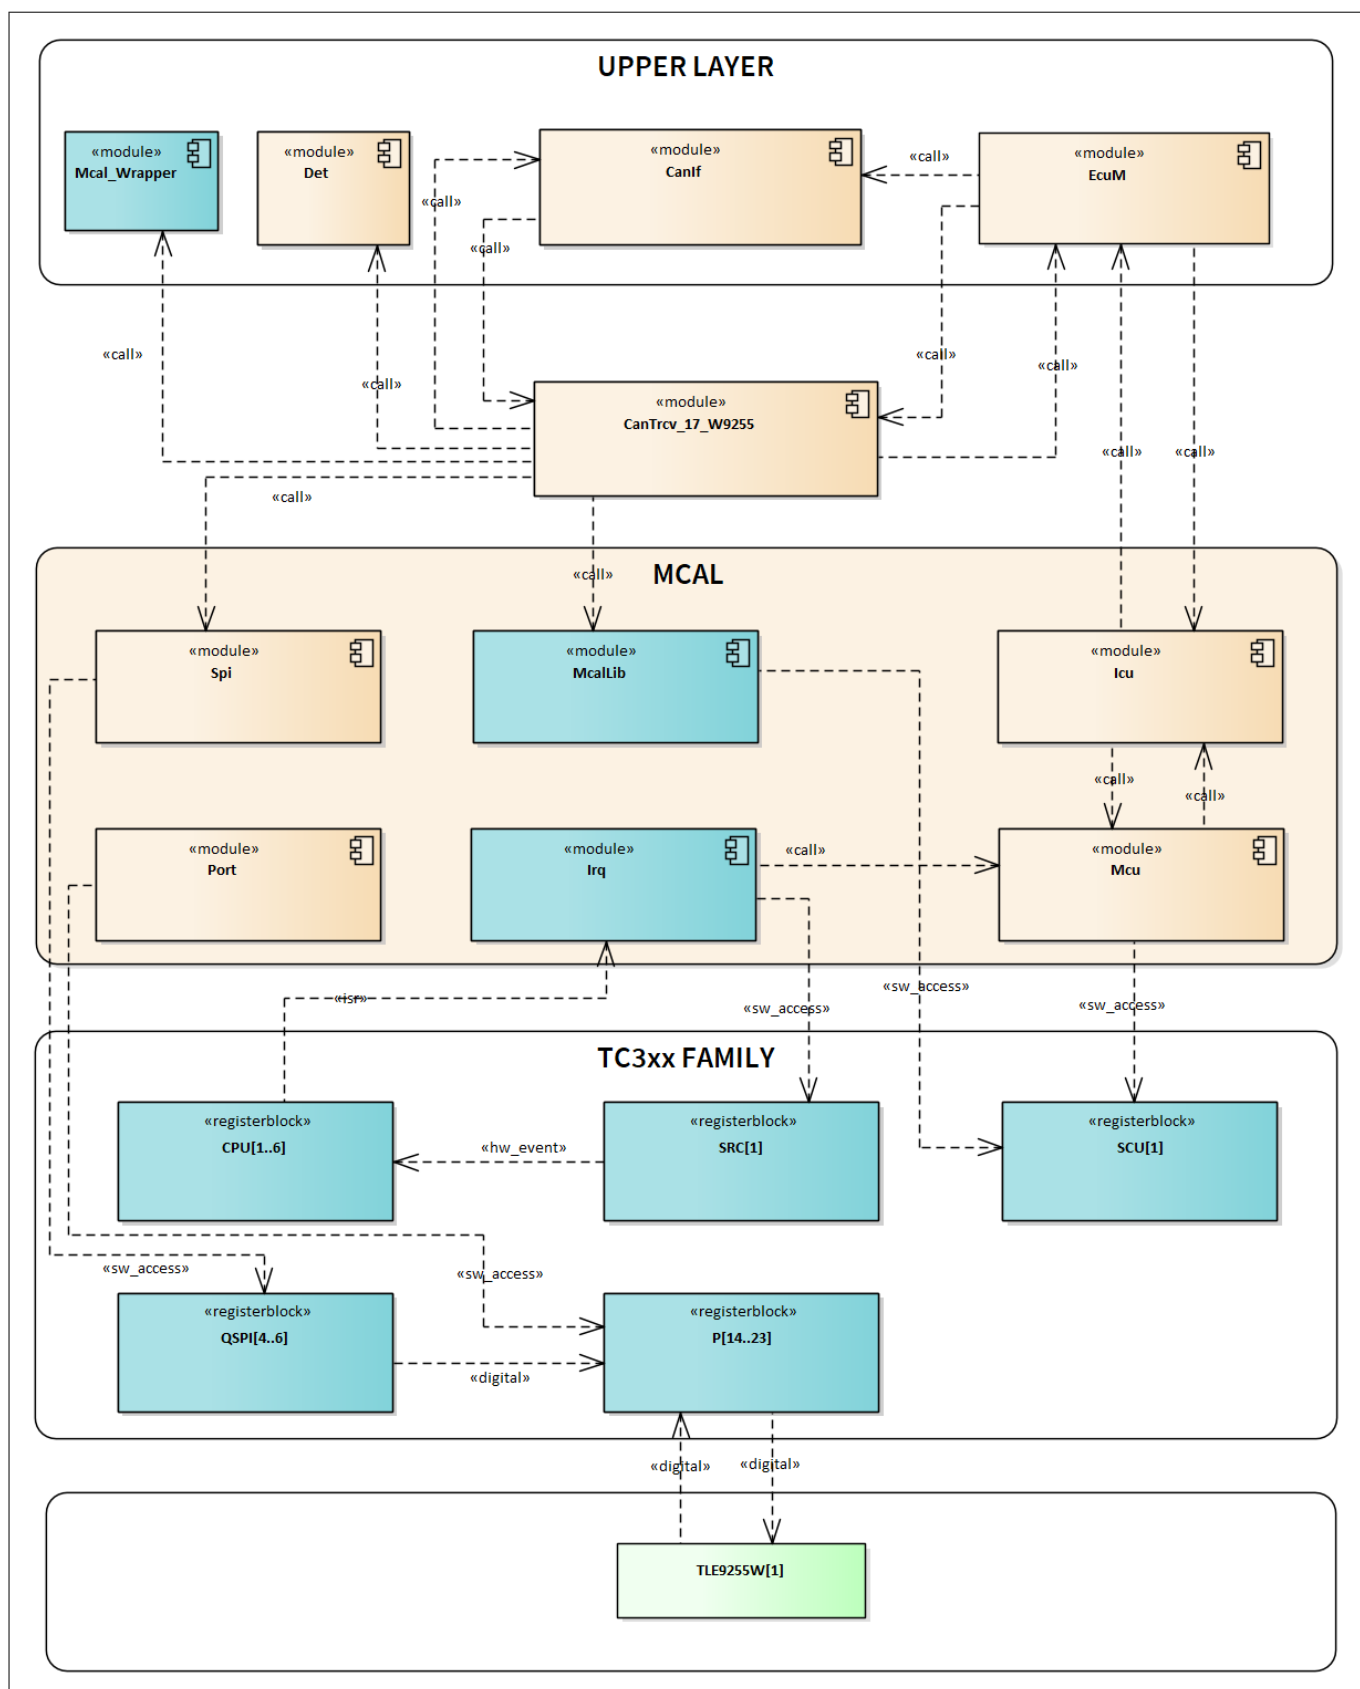 UPPER LAYER
«module»
Mcal_Wrapper
«module»
Det
«module»
CanIf
«module»
EcuM
«call»
«call»
«call»
«call»
«call»
«call»
«call»
«call»
«call»
«module»
CanTrcv_17_W9255
«call»
«call»
MCAL
«module»
Spi
«module»
McalLib
«module»
Icu
«call»
«call»
«module»
Port
«module»
Irq
«call»
«module»
Mcu
«isr»
«sw_access»
«sw_access»
«sw_access»
TC3xx FAMILY
«registerblock»
CPU[1..6]
«hw_event»
«registerblock»
SRC[1]
«registerblock»
SCU[1]
«sw_access»
«sw_access»
«registerblock»
QSPI[4..6]
«digital»
«registerblock»
P[14..23]
«digital»
«digital»
TLE9255W[1]